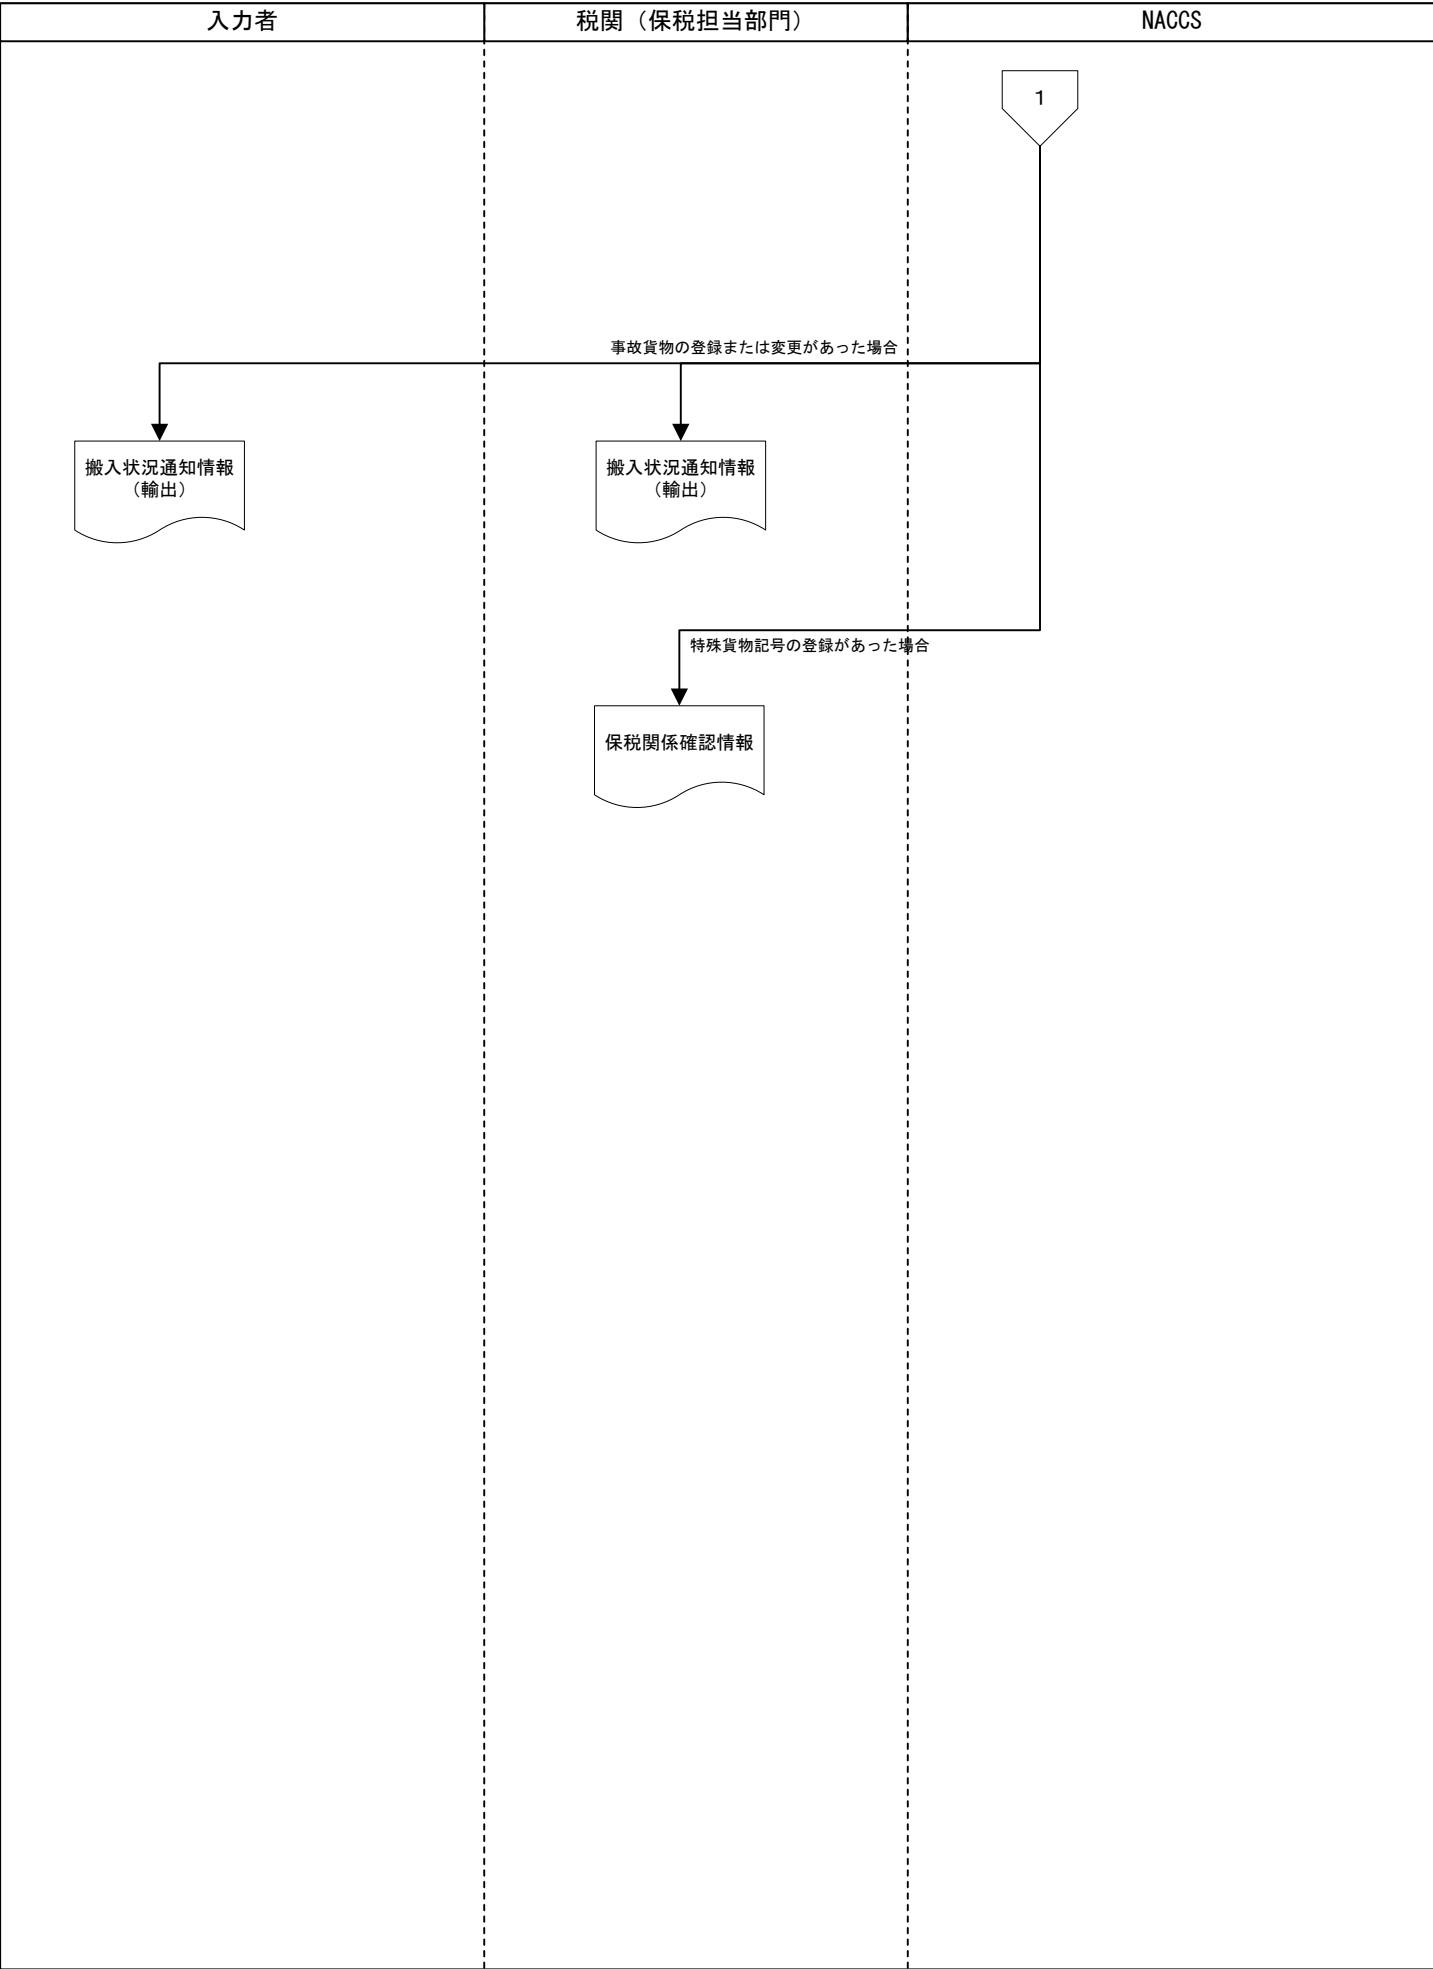 入力者
税関（保税担当部門）
NACCS
1
事故貨物の登録または変更があった場合
搬入状況通知情報
（輸出）
搬入状況通知情報
（輸出）
特殊貨物記号の登録があった場合
保税関係確認情報